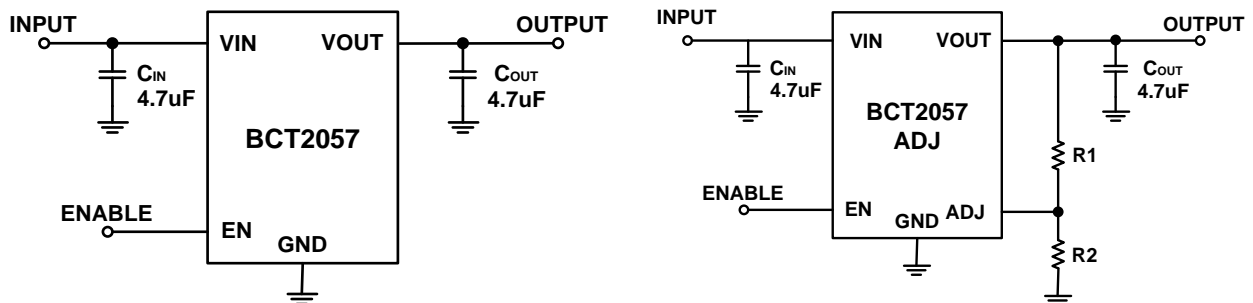 INPUT
OUTPUT
VIN
VOUT
CIN
4.7uF
COUT
4.7uF
BCT2057
ENABLE
EN
GND
INPUT
OUTPUT
VIN
VOUT
CIN
4.7uF
COUT
4.7uF
BCT2057
ADJ
R1
ENABLE
EN
GND
ADJ
R2